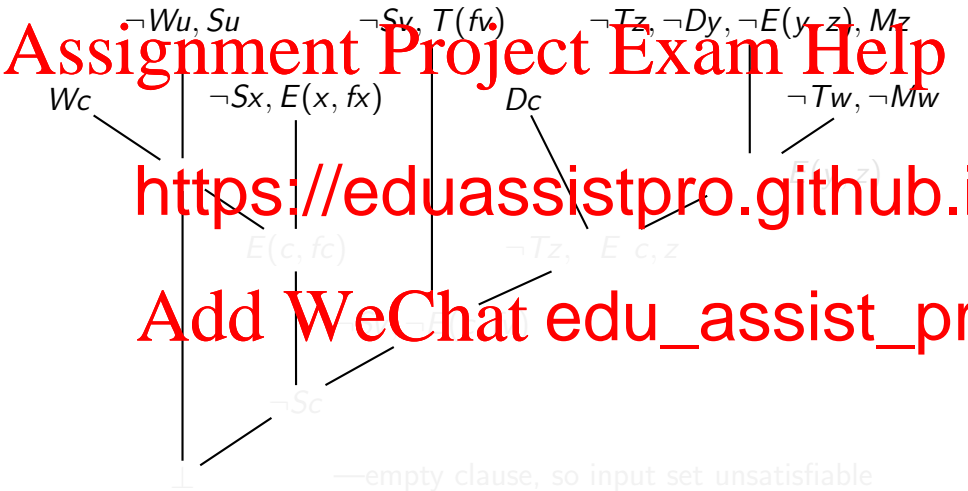 ¬Wu, Su ¬Sv, T(fv) ¬Tz, ¬Dy, ¬E(y, z), Mz
Assignment Project Exam Help
Wc ¬Sx, E(x, fx) Dc ¬Tw, ¬Mw
https://eduassistpro.github.i
E(c, fc) ¬Tz, E c, z
Add WeChat edu_assist_pr
¬Sc
⊥ —empty clause, so input set unsatisfiable